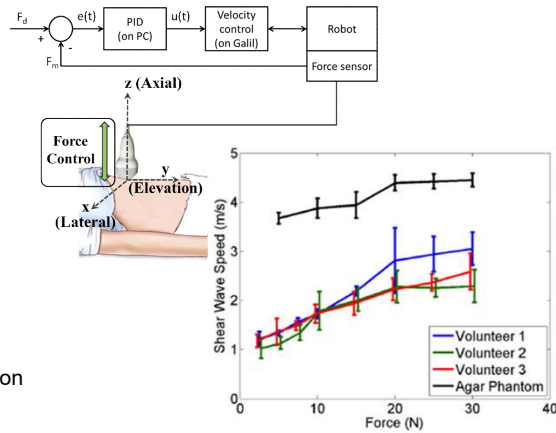 F_d
+
-
F_m
e(t)
PID
(on PC)
u(t)
Velocity
control
(on Galil)
Robot
Force sensor
z (Axial)
Force
Control
y
(Elevation)
x
(Lateral)
on
Shear Wave Speed (m/s)
5
4
3
2
1
0
0
10
20
30
40
Force (N)
Volunteer 1
Volunteer 2
Volunteer 3
Agar Phantom